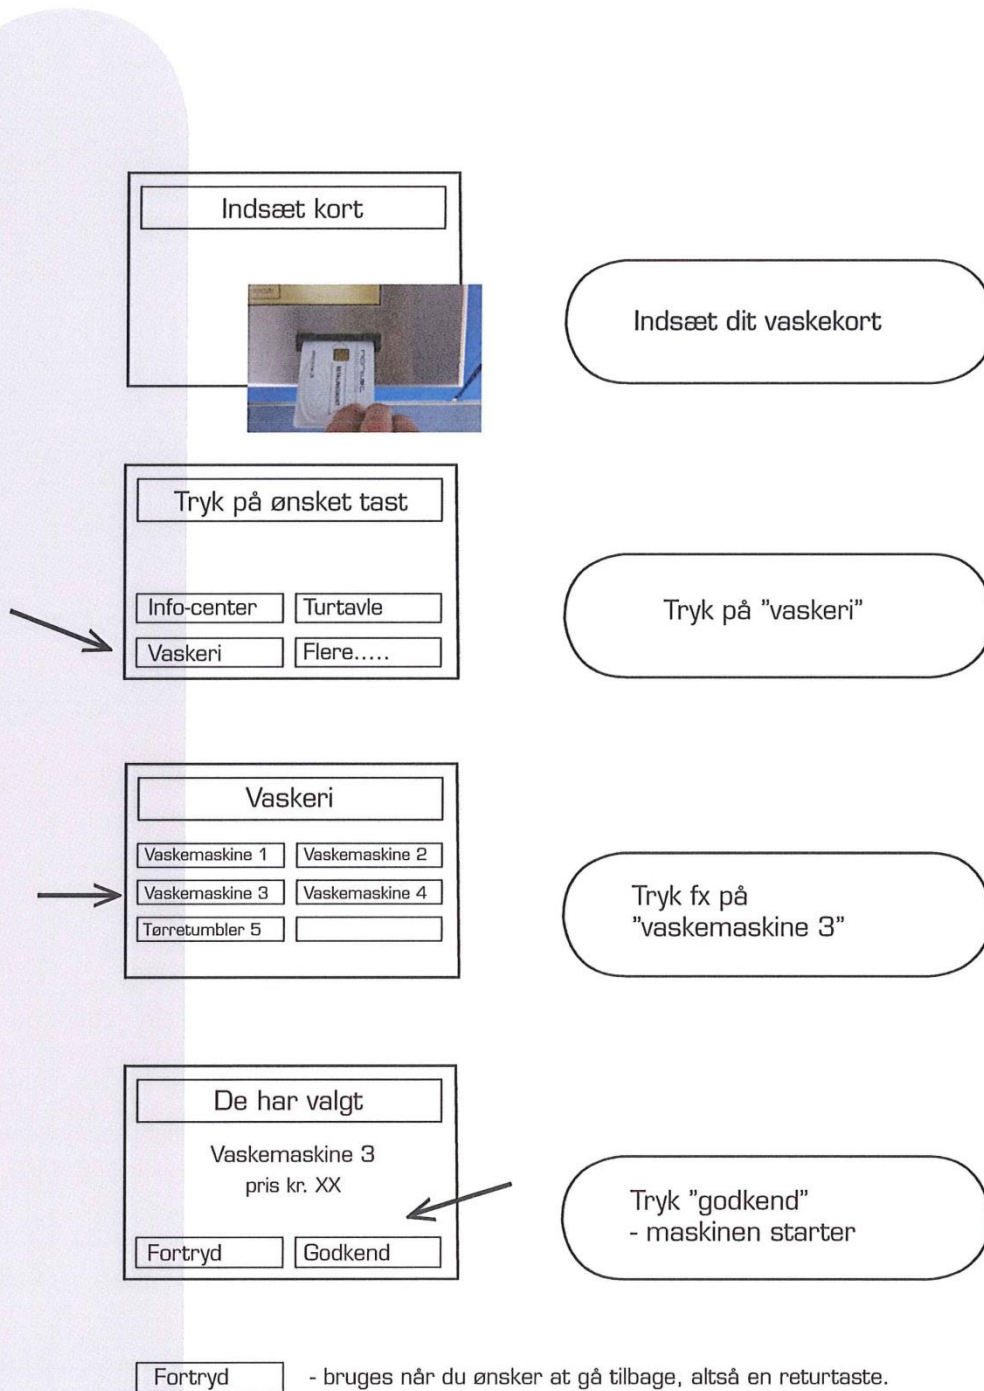 Indsæt kort
Indsæt dit vaskekort
Tryk på ønsket tast
Info-center
Turtavle
Vaskeri
Flere.....
Tryk på "vaskeri"
Vaskeri
Vaskemaskine 1
Vaskemaskine 2
Vaskemaskine 3
Vaskemaskine 4
Tørretumbler 5
Tryk fx på
"vaskemaskine 3"
De har valgt
Vaskemaskine 3
pris kr. XX
Fortryd
Godkend
Tryk "godkend"
- maskinen starter
Fortryd
- bruges når du ønsker at gå tilbage, altså en returtaste.